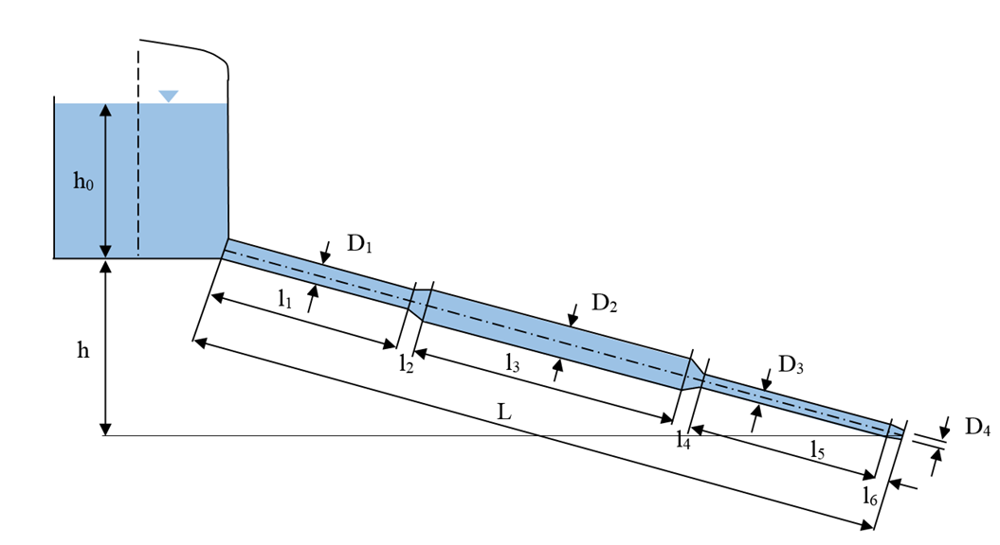 h₀
D₁
l₁
D₂
h
l₂
l₃
D₃
L
l₄
D₄
l₅
l₆